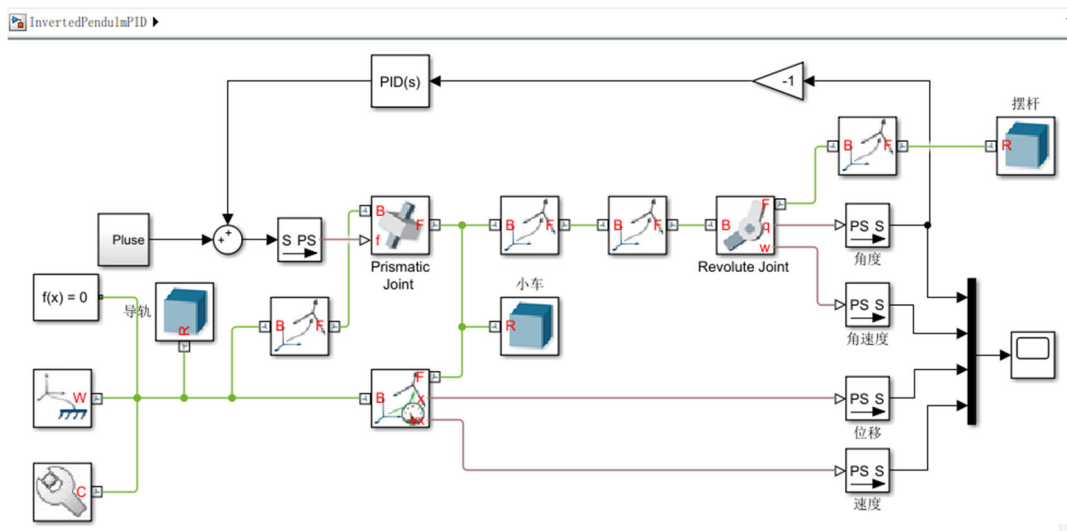 InvertedPendulmPID
PID(s)
-1
摆杆
B
F
R
Pluse
+
+
S PS
B
F
f
Prismatic
Joint
B
F
B
F
B
F
q
w
Revolute Joint
PS S
角度
f(x) = 0
导轨
R
B
F
小车
R
PS S
角速度
W
B
F
x
PS S
位移
C
PS S
速度